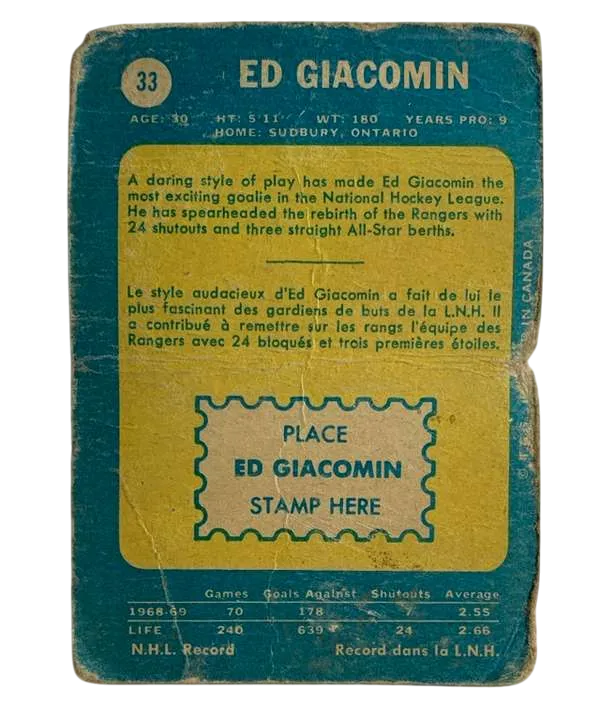 33
ED GIACOMIN
AGE: 30 HT: 5 11 WT: 180 YEARS PRO: 9
HOME: SUDBURY, ONTARIO
A daring style of play has made Ed Giacomin the
most exciting goalie in the National Hockey League.
He has spearheaded the rebirth of the Rangers with
24 shutouts and three straight All-Star berths.
Le style audacieux d'Ed Giacomin a fait de lui le
plus fascinant des gardiens de buts de la L.N.H. Il
a contribué à remettre sur les rangs l'équipe des
Rangers avec 24 bloqués et trois premières étoiles.
PLACE
ED GIACOMIN
STAMP HERE
IN CANADA
Games Goals Against Shutouts Average
1968-69 70 178 7 2.55
LIFE 240 639 24 2.66
N.H.L. Record Record dans la L.N.H.